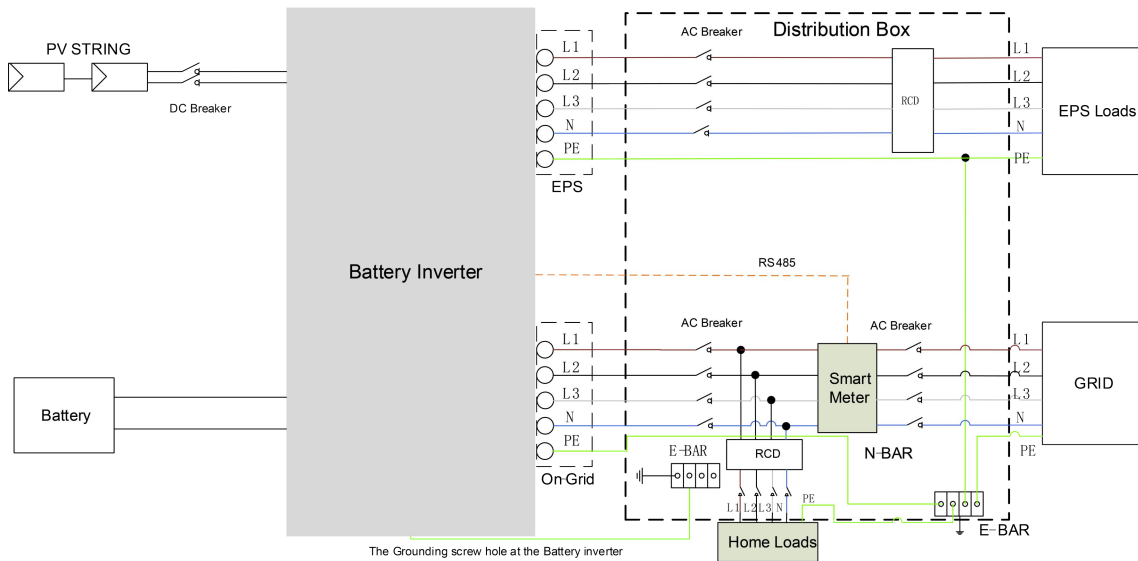 Distribution Box
PV STRING
DC Breaker
Battery Inverter
Battery
L1
L2
L3
N
PE
EPS
AC Breaker
RCD
L1
L2
L3
N
PE
EPS Loads
RS485
L1
L2
L3
N
PE
On-Grid
AC Breaker
AC Breaker
Smart
Meter
L1
L2
L3
N
PE
GRID
N-BAR
E-BAR
RCD
L1
L2
L3
N
PE
Home Loads
E-BAR
The Grounding screw hole at the Battery inverter